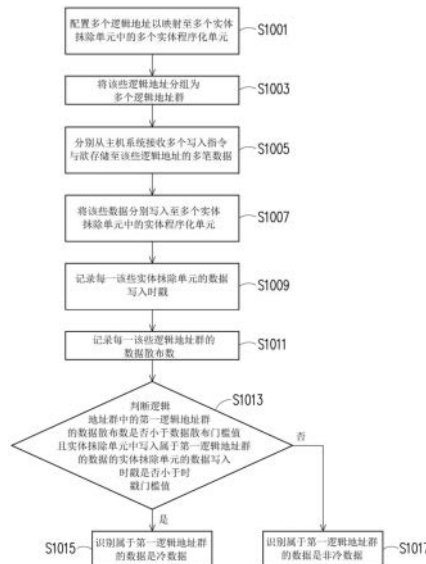 配置多个逻辑地址以映射至多个实体
抹除单元中的多个实体程序化单元
S1001
将该些逻辑地址分组为
多个逻辑地址群
S1003
分别从主机系统接收多个写入指令
与欲存储至该些逻辑地址的多笔数据
S1005
将该些数据分别写入至多个实体
抹除单元中的实体程序化单元
S1007
记录每一该些实体抹除单元的数据
写入时戳
S1009
记录每一该些逻辑地址群的
数据散布数
S1011
判断逻辑
地址群中的第一逻辑地址群
的数据散布数是否小于数据散布门槛值
且实体抹除单元中写入属于第一逻辑地址群
的数据的实体抹除单元的数据写入
时戳是否小于时
戳门槛值
S1013
否
是
S1015
识别属于第一逻辑地址群
的数据是冷数据
识别属于第一逻辑地址群
的数据是非冷数据
S1017